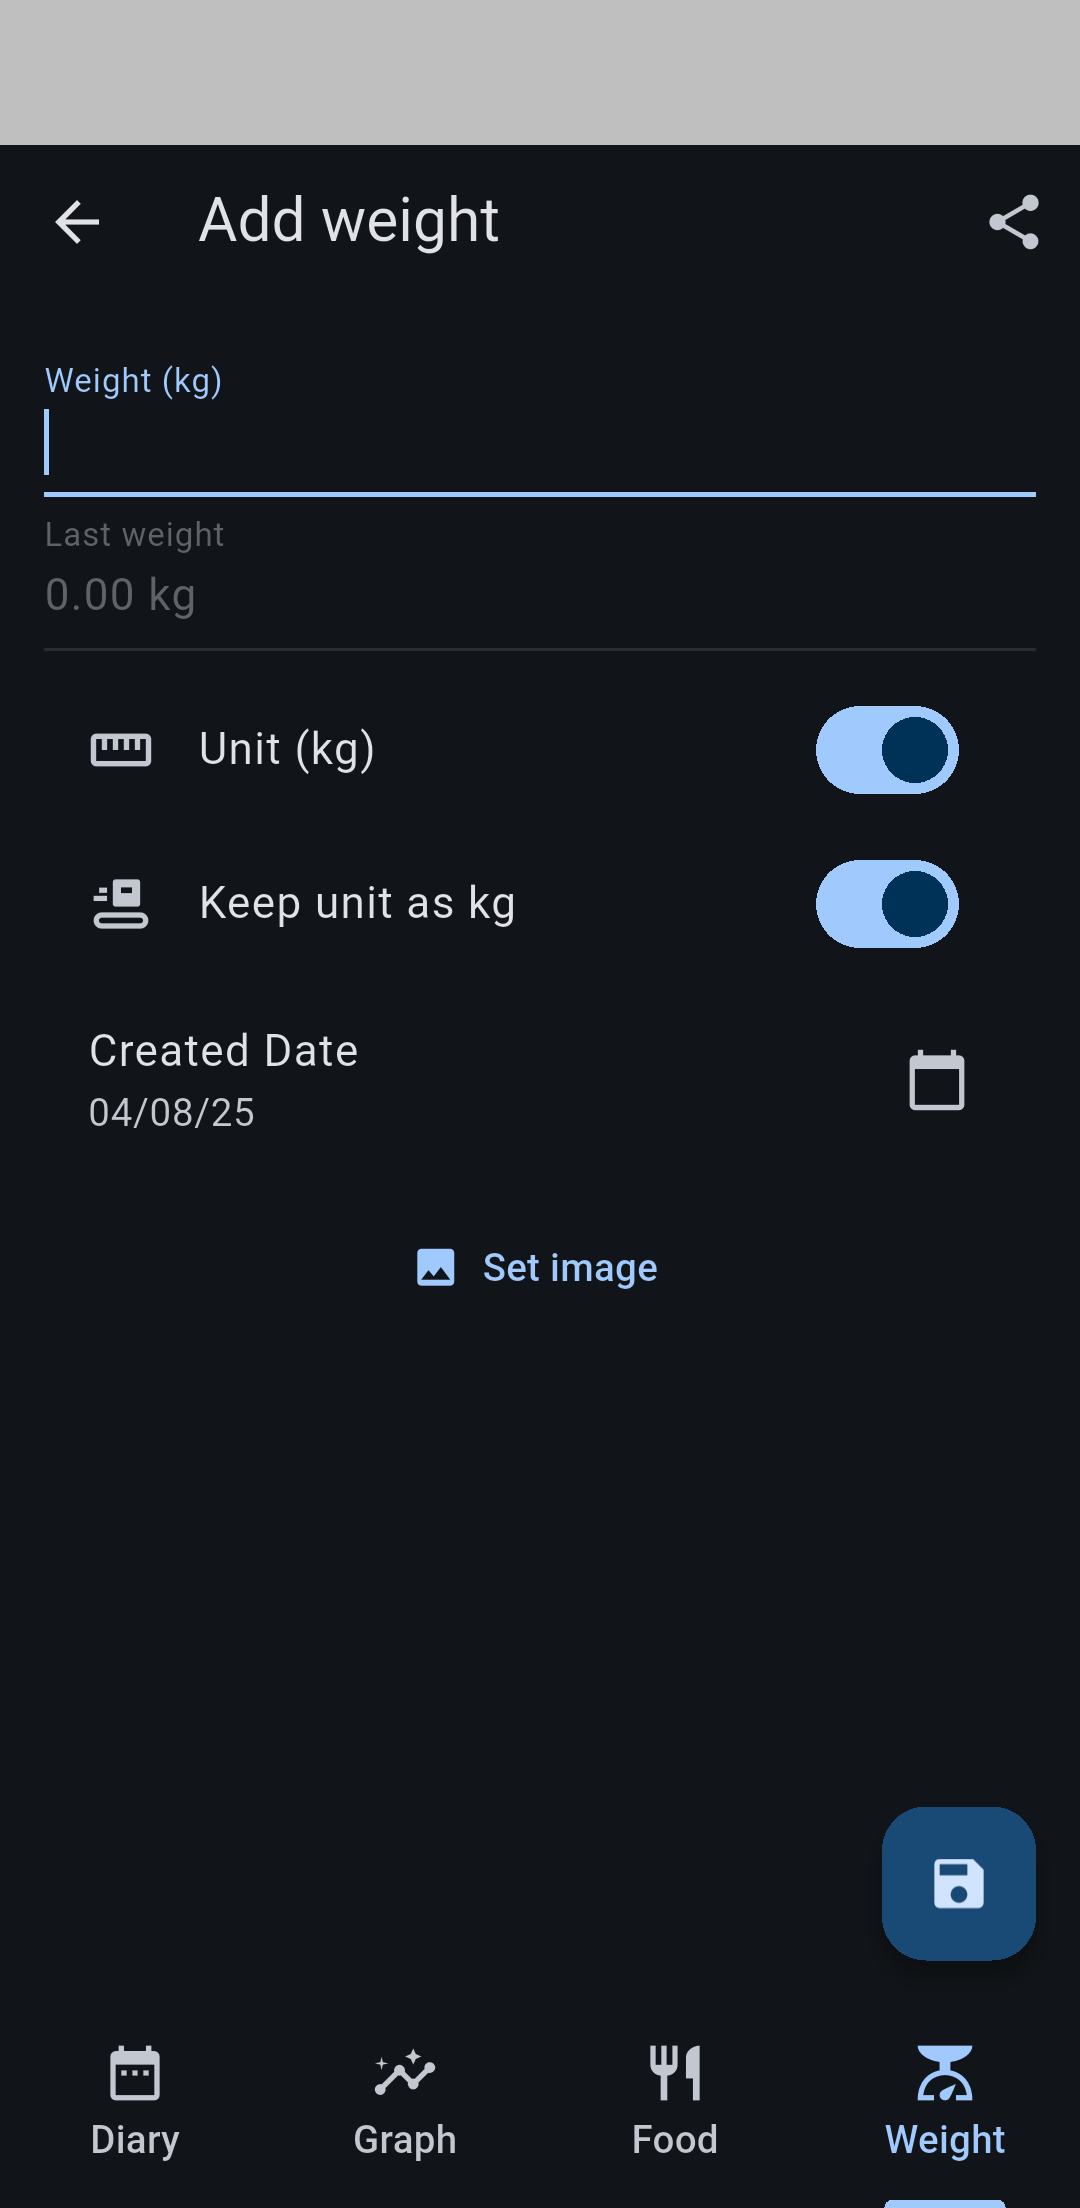 Add weight
Weight (kg)
Last weight
0.00 kg
Unit (kg)
Keep unit as kg
Created Date
04/08/25
Set image
Diary
Graph
Food
Weight